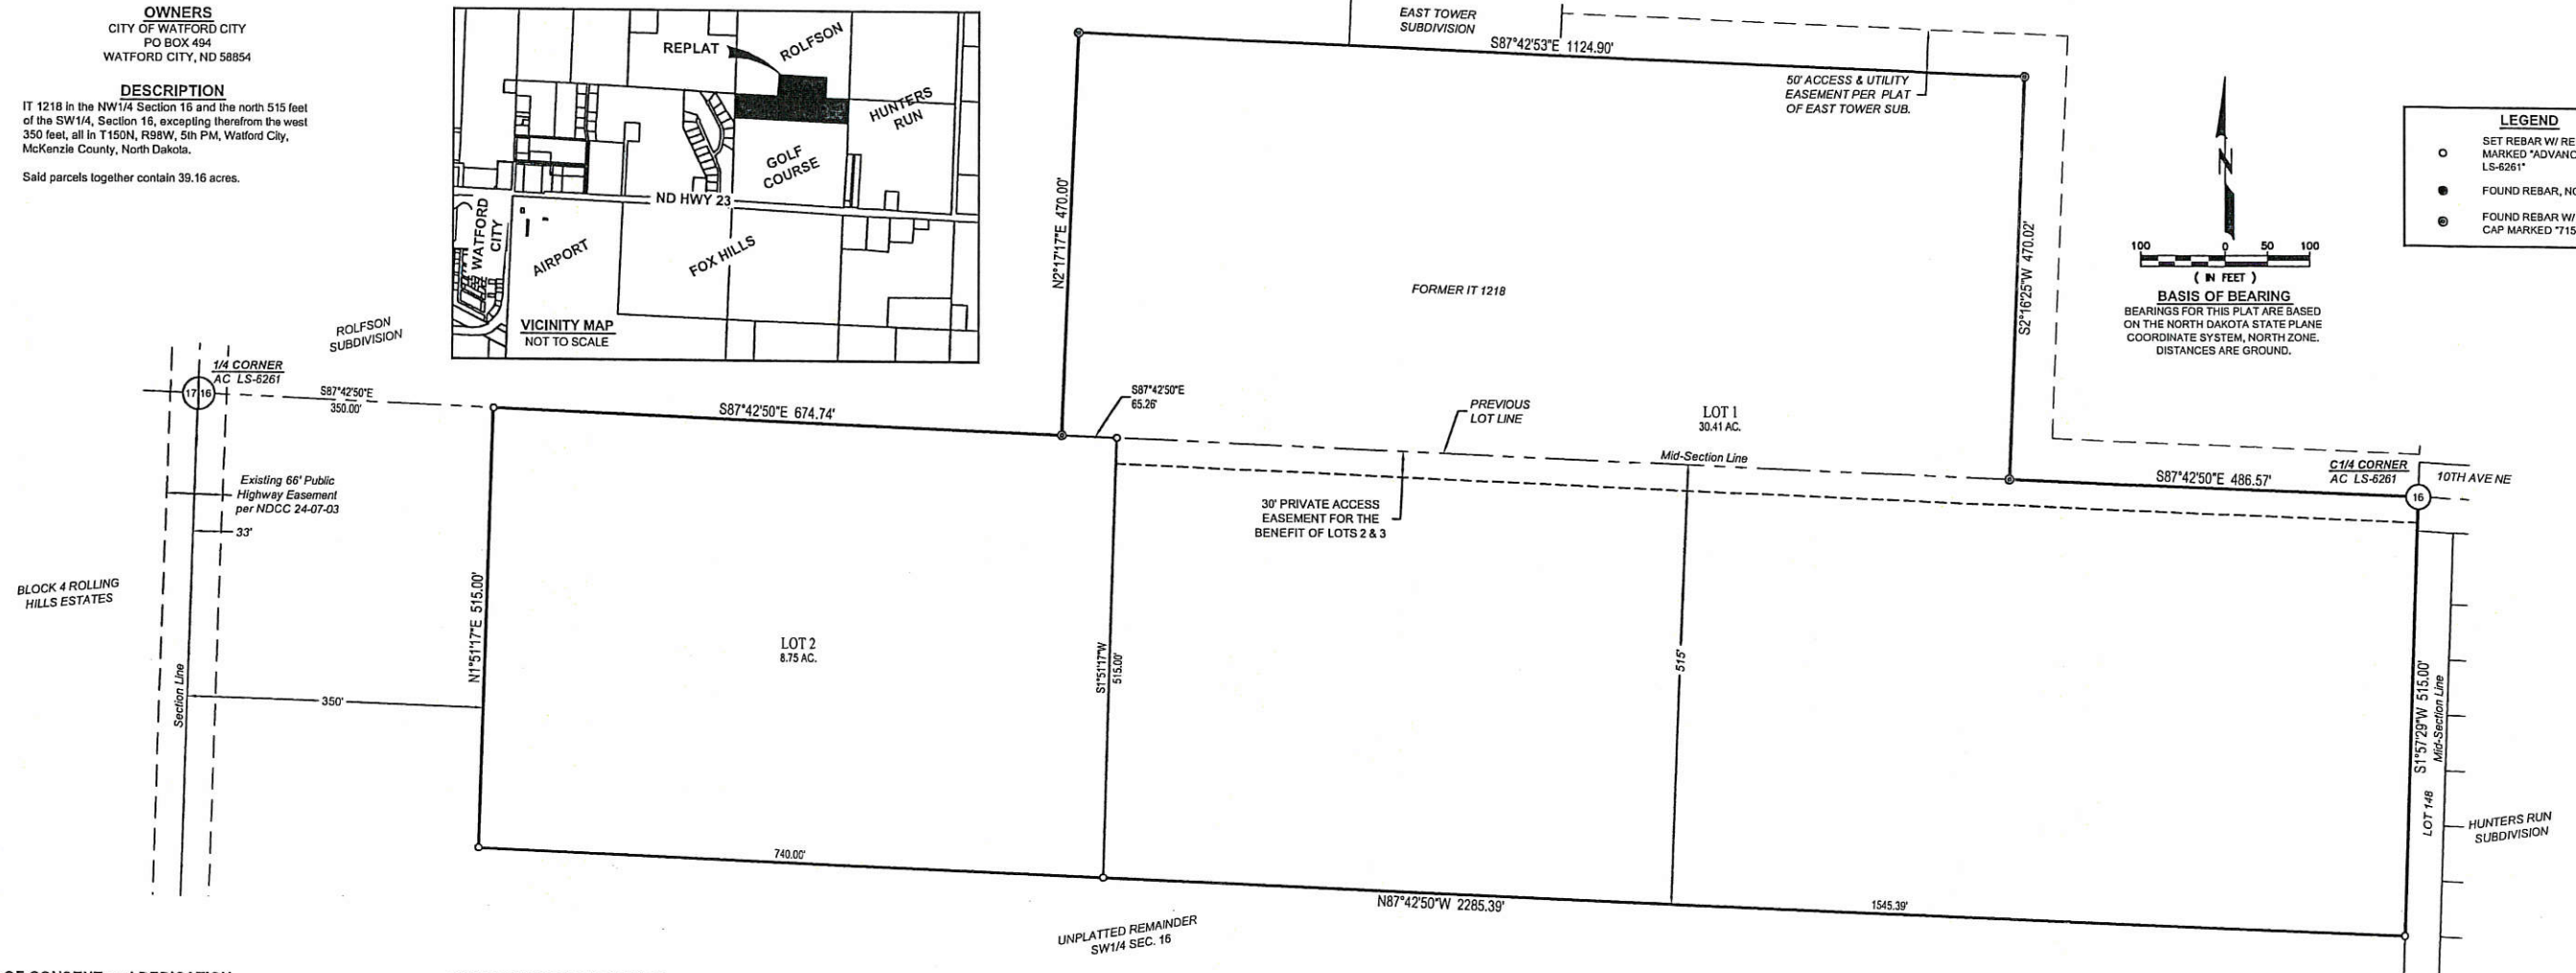 OWNERS
CITY OF WATFORD CITY
PO BOX 494
WATFORD CITY, ND 58854
DESCRIPTION
IT 1218 in the NW1/4 Section 16 and the north 515 feet
of the SW1/4, Section 16, excepting therefrom the west
350 feet, all in T150N, R98W, 5th PM, Watford City,
McKenzie County, North Dakota.
Said parcels together contain 39.16 acres.
REPLAT
ROLFSON
HUNTERS
RUN
GOLF
COURSE
ND HWY 23
WATFORD
CITY
AIRPORT
FOX HILLS
VICINITY MAP
NOT TO SCALE
EAST TOWER
SUBDIVISION
S87°42'53"E 1124.90'
50' ACCESS & UTILITY
EASEMENT PER PLAT
OF EAST TOWER SUB.
N2°17'17"E 470.00'
S2°16'25"W 470.02'
FORMER IT 1218
N
100 0 50 100
( IN FEET )
BASIS OF BEARING
BEARINGS FOR THIS PLAT ARE BASED
ON THE NORTH DAKOTA STATE PLANE
COORDINATE SYSTEM, NORTH ZONE.
DISTANCES ARE GROUND.
LEGEND
SET REBAR W/
MARKED "ADVANC
LS-6261"
FOUND REBAR,
FOUND REBAR W/
CAP MARKED "715
ROLFSON
SUBDIVISION
1/4 CORNER
AC LS-6261
17 16
S87°42'50"E
350.00'
S87°42'50"E 674.74'
S87°42'50"E
65.26'
PREVIOUS
LOT LINE
LOT 1
30.41 AC.
Mid-Section Line
S87°42'50"E 486.57'
C1/4 CORNER
AC LS-6261
10TH AVE NE
16
Existing 66' Public
Highway Easement
per NDCC 24-07-03
33'
30' PRIVATE ACCESS
EASEMENT FOR THE
BENEFIT OF LOTS 2 & 3
BLOCK 4 ROLLING
HILLS ESTATES
N1°51'17"E 515.00'
LOT 2
8.75 AC.
S1°51'17"W
515.00'
515'
S1°57'29"W 515.00'
Mid-Section Line
Section Line
350'
LOT 148
HUNTERS RUN
SUBDIVISION
740.00'
N87°42'50"W 2285.39'
1545.39'
UNPLATTED REMAINDER
SW1/4 SEC. 16